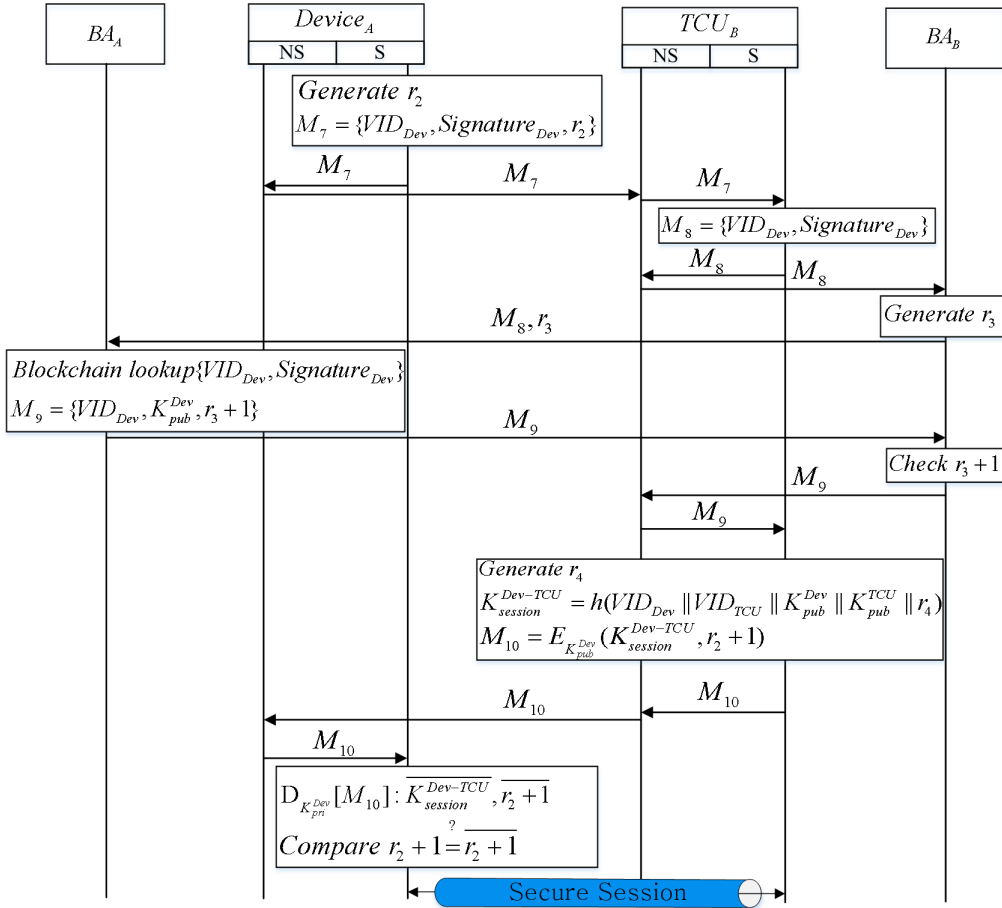 BA_A
Device_A
TCU_B
BA_B
NS S
NS S
Generate r_2
M_7 = {VID_Dev, Signature_Dev, r_2}
M_7
M_7
M_7
M_8 = {VID_Dev, Signature_Dev}
M_8
M_8
Generate r_3
M_8, r_3
Blockchain lookup{VID_Dev, Signature_Dev}
M_9 = {VID_Dev, K_pub^Dev, r_3 + 1}
M_9
Check r_3 + 1
M_9
M_9
Generate r_4
K_session^Dev-TCU = h(VID_Dev || VID_TCU || K_pub^Dev || K_pub^TCU || r_4)
M_10 = E_{K_pub^Dev}(K_session^Dev-TCU, r_2 + 1)
M_10
M_10
M_10
D_{K_pri^Dev}[M_10]: \overline{K_session^Dev-TCU}, \overline{r_2 + 1}
Compare r_2 + 1 \overset{?}{=} \overline{r_2 + 1}
Secure Session